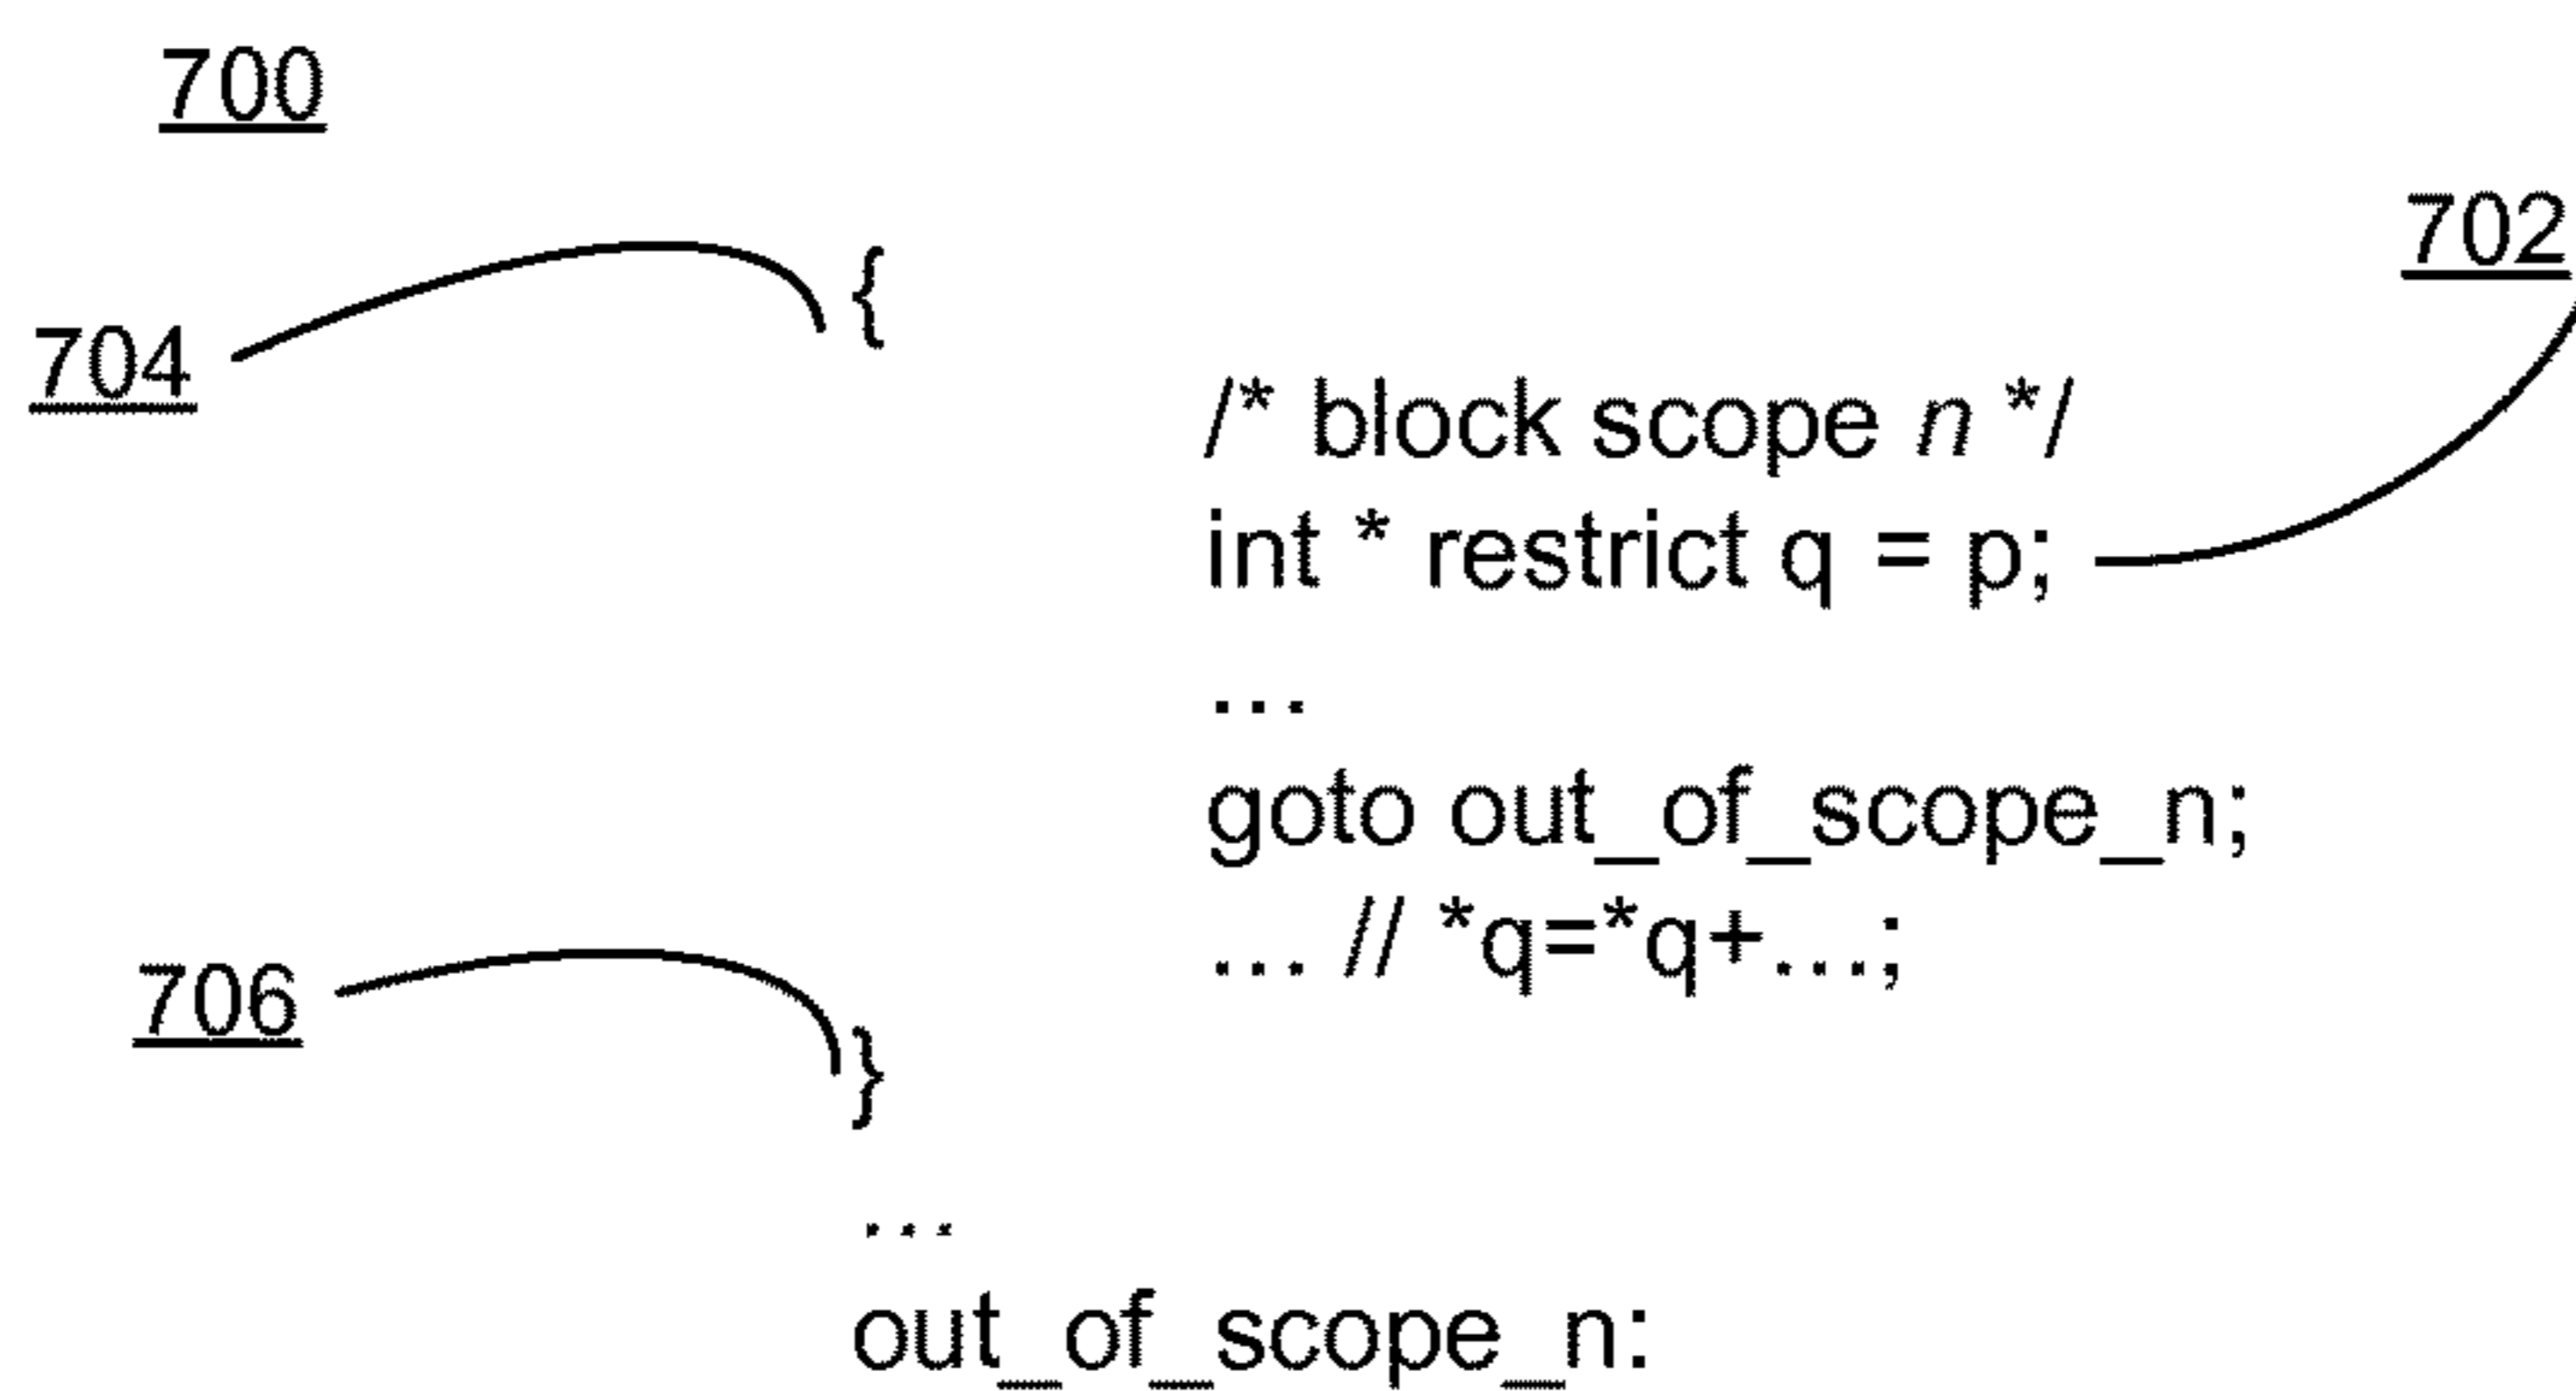 700
702
{
704
/* block scope n */
int * restrict q = p;
...
goto out_of_scope_n;
... // *q=*q+...;
706
}
...
out_of_scope_n: